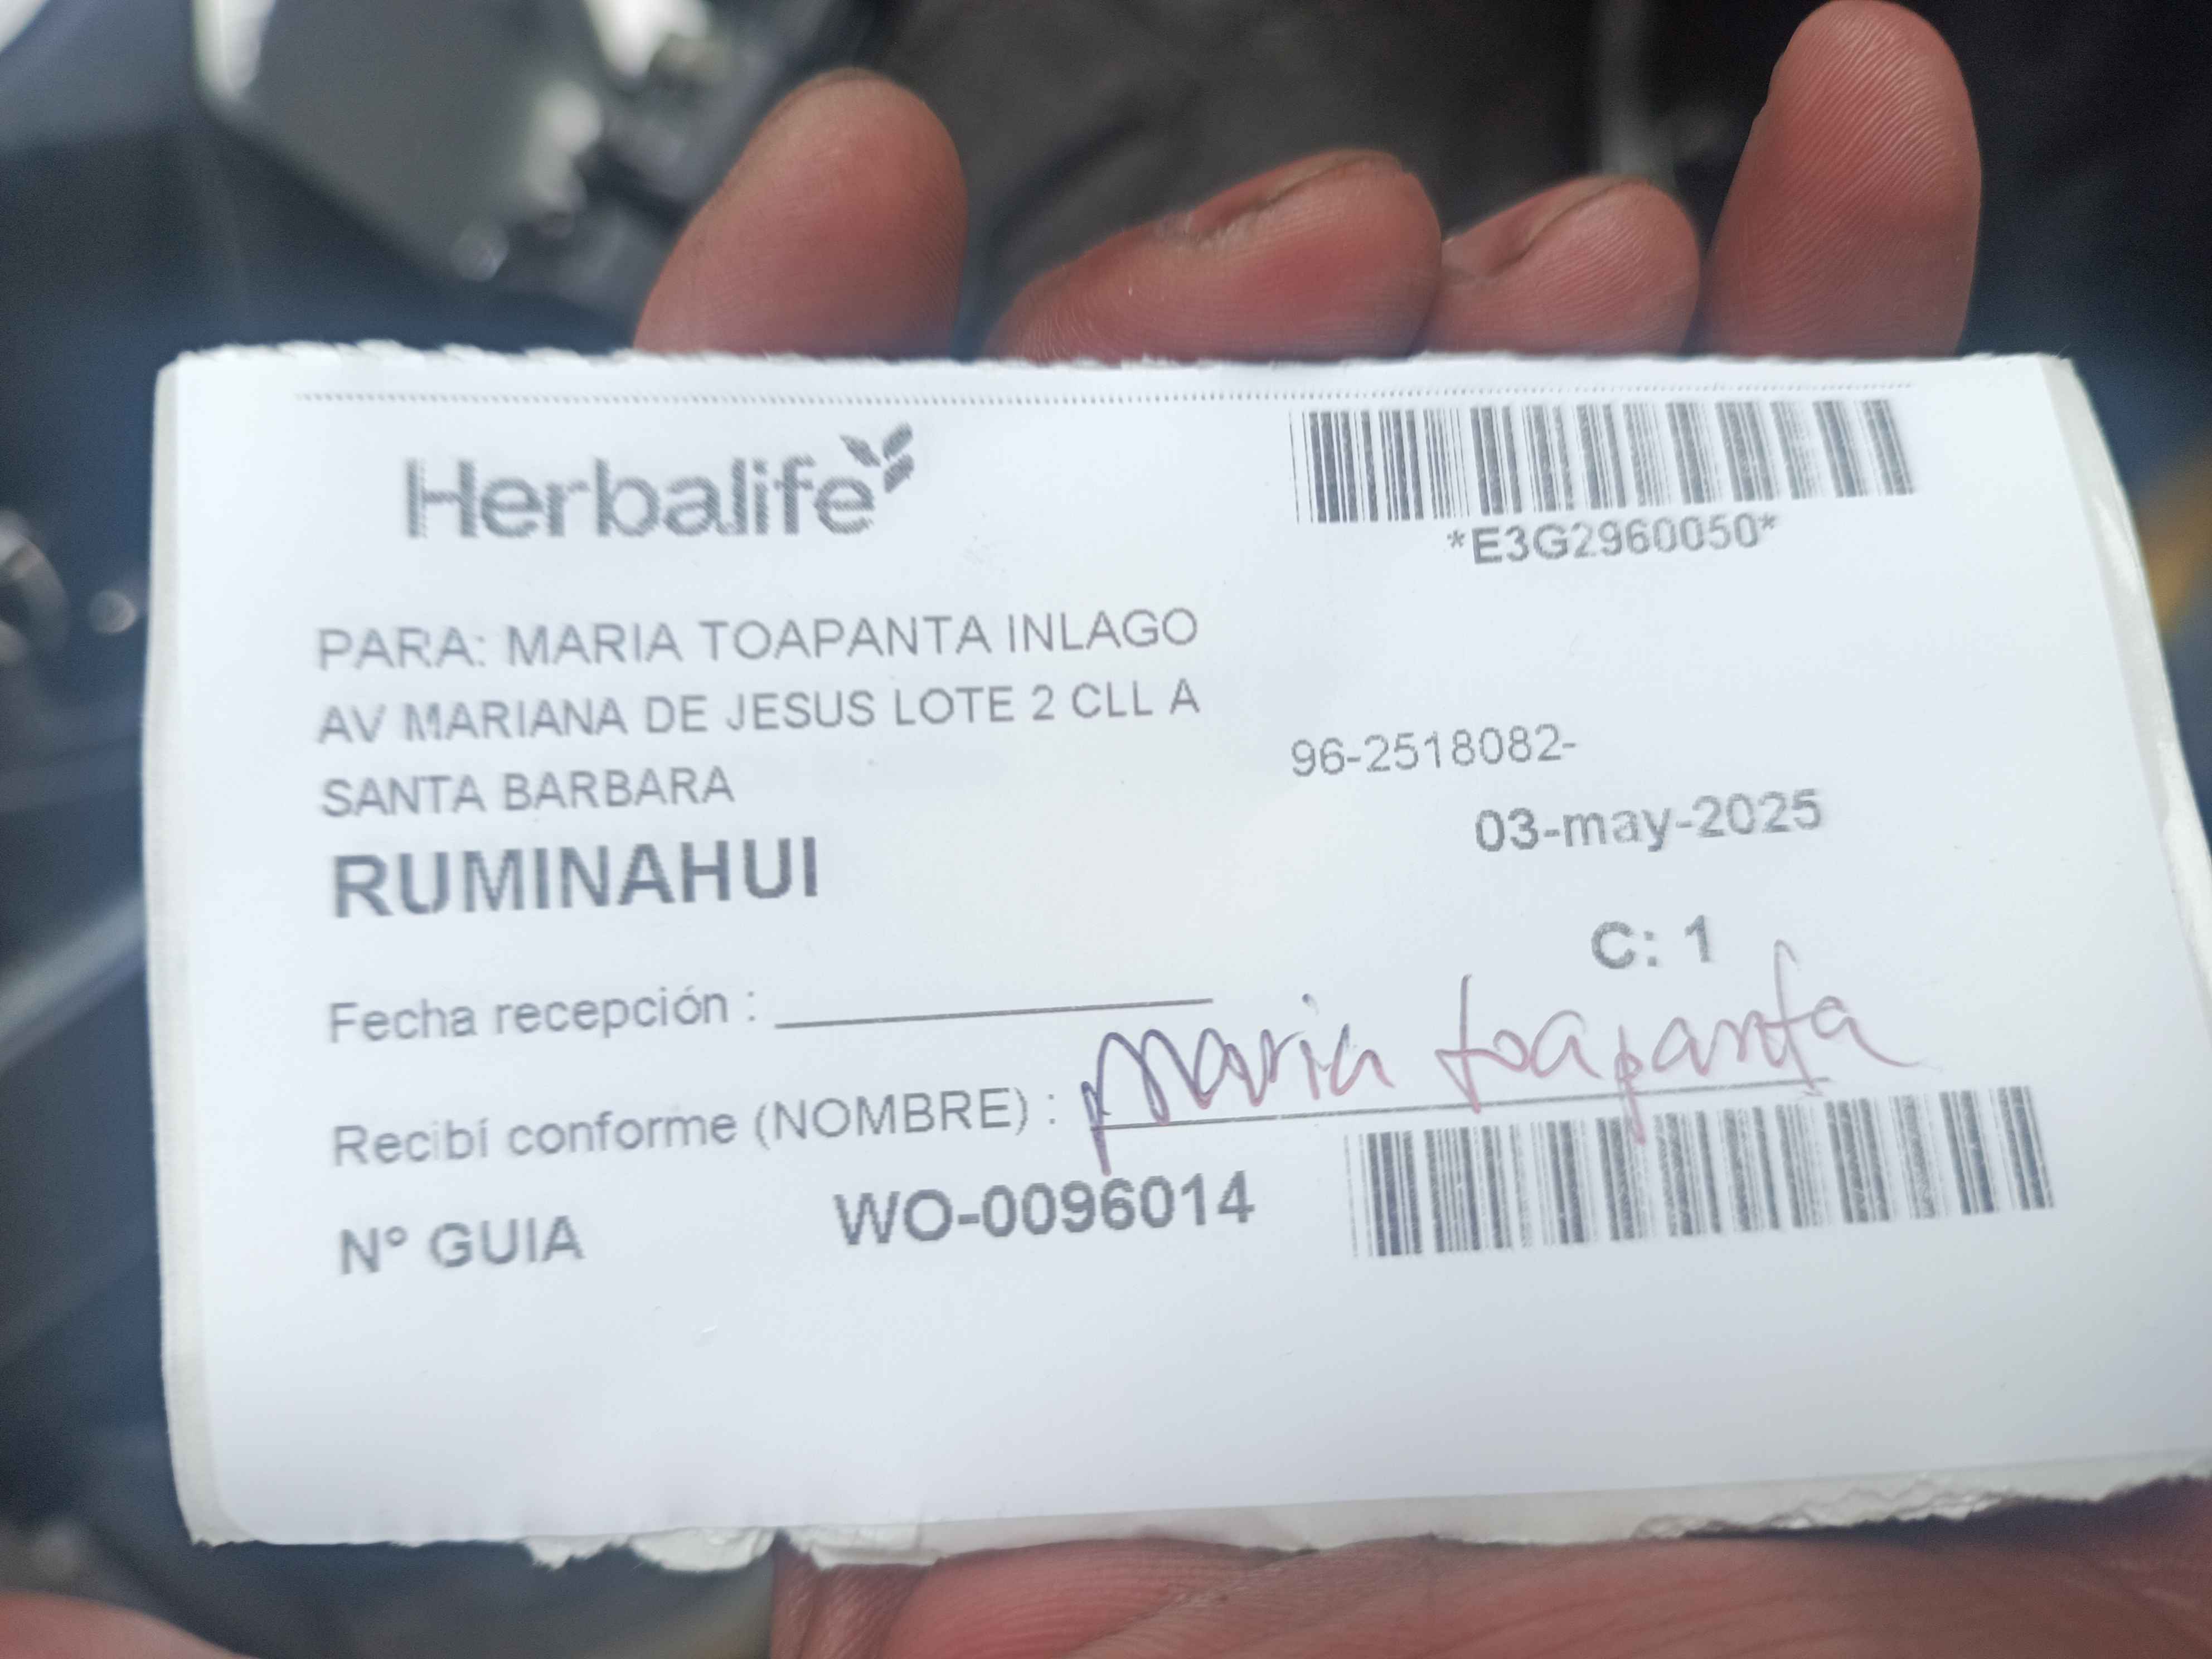 Herbalife
*E3G2960050*
PARA: MARIA TOAPANTA INLAGO
AV MARIANA DE JESUS LOTE 2 CLL A
SANTA BARBARA
96-2518082-
RUMINAHUI
03-may-2025
C: 1
Fecha recepción :
Recibí conforme (NOMBRE) : Maria toapanta
N° GUIA WO-0096014